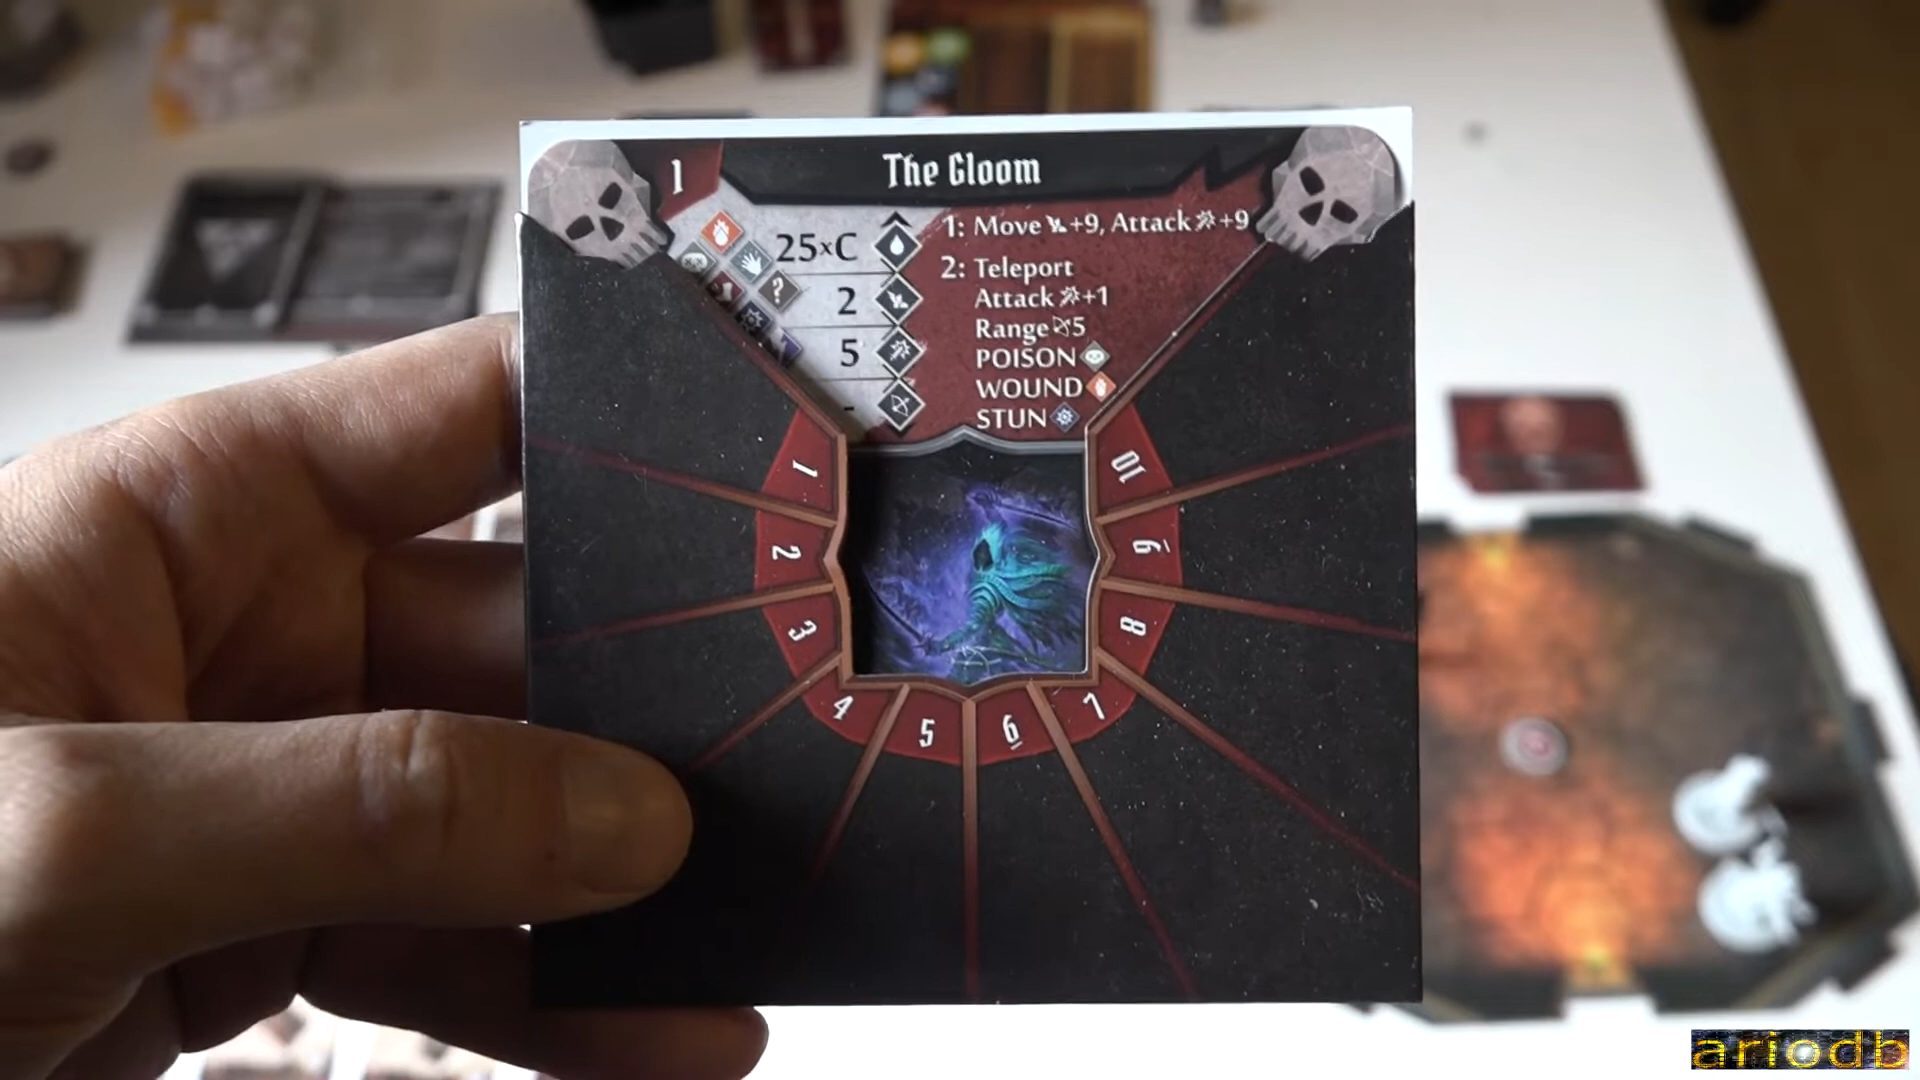 1
The Gloom
25xC
2
5
-
?
1: Move +9, Attack +9
2: Teleport
Attack +1
Range 5
POISON
WOUND
STUN
1
2
3
4
5
6
7
8
9
10
ariodb